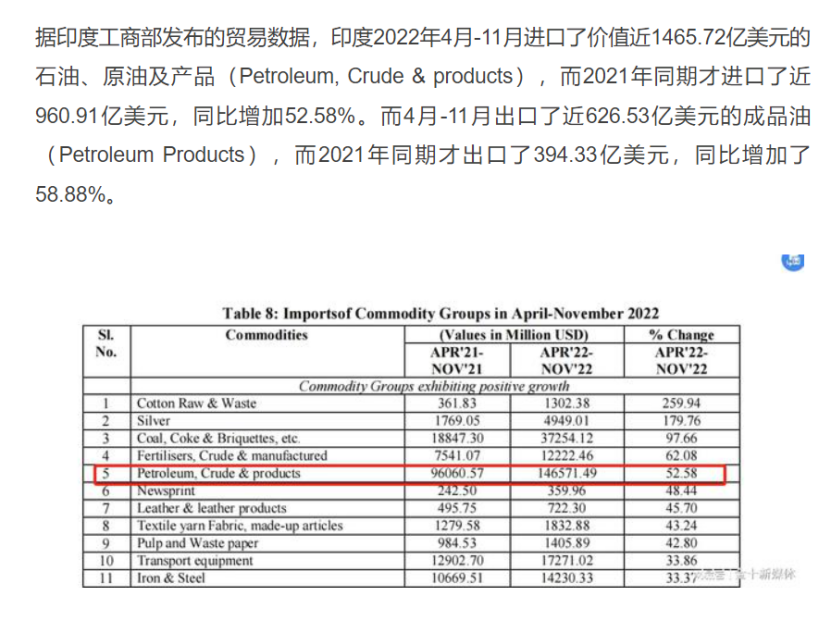 据印度工商部发布的贸易数据，印度2022年4月-11月进口了价值近1465.72亿美元的
石油、原油及产品（Petroleum, Crude & products），而2021年同期才进口了近
960.91亿美元，同比增加52.58%。而4月-11月出口了近626.53亿美元的成品油
（Petroleum Products），而2021年同期才出口了394.33亿美元，同比增加了
58.88%。
Table 8: Importsof Commodity Groups in April-November 2022
Sl. No. Commodities (Values in Million USD) % Change
APR'21-NOV'21 APR'22-NOV'22 APR'22-NOV'22
Commodity Groups exhibiting positive growth
1 Cotton Raw & Waste 361.83 1302.38 259.94
2 Silver 1769.05 4949.01 179.76
3 Coal, Coke & Briquettes, etc. 18847.30 37254.12 97.66
4 Fertilisers, Crude & manufactured 7541.07 12222.46 62.08
5 Petroleum, Crude & products 96060.57 146571.49 52.58
6 Newsprint 242.50 359.96 48.44
7 Leather & leather products 495.75 722.30 45.70
8 Textile yarn Fabric, made-up articles 1279.58 1832.88 43.24
9 Pulp and Waste paper 984.53 1405.89 42.80
10 Transport equipment 12902.70 17271.02 33.86
11 Iron & Steel 10669.51 14230.33 33.37